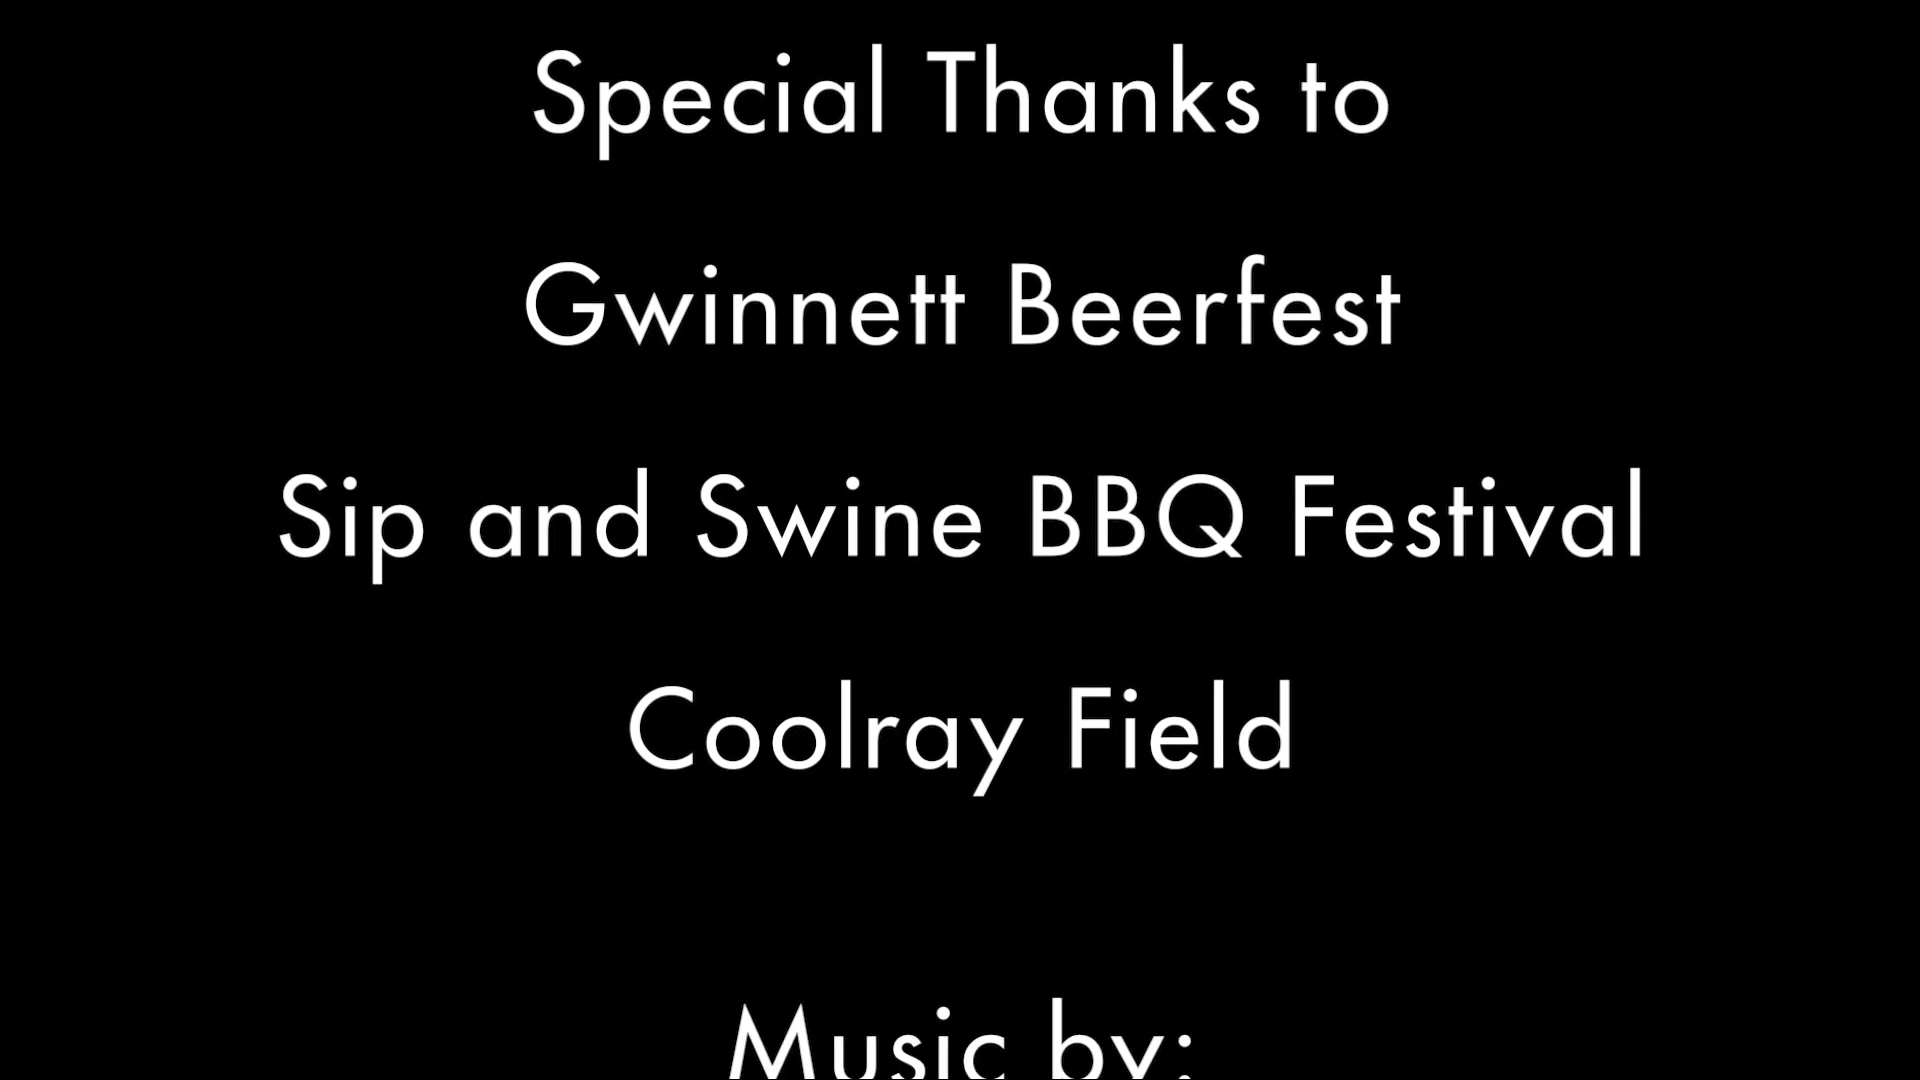 Special Thanks to
Gwinnett Beerfest
Sip and Swine BBQ Festival
Coolray Field
Music by: